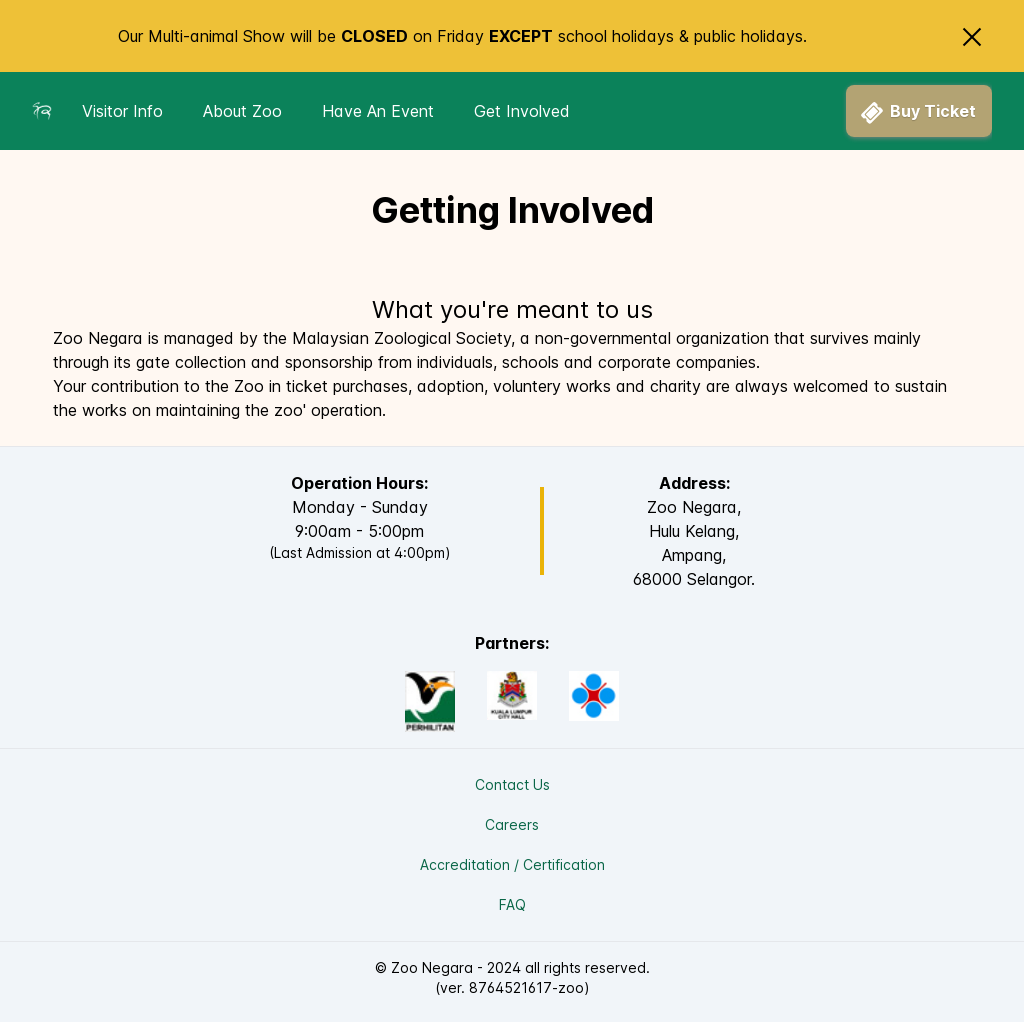 Our Multi-animal Show will be CLOSED on Friday EXCEPT school holidays & public holidays.
Visitor Info
About Zoo
Have An Event
Get Involved
Buy Ticket
Getting Involved
What you're meant to us
Zoo Negara is managed by the Malaysian Zoological Society, a non-governmental organization that survives mainly
through its gate collection and sponsorship from individuals, schools and corporate companies.
Your contribution to the Zoo in ticket purchases, adoption, voluntery works and charity are always welcomed to sustain
the works on maintaining the zoo' operation.
Operation Hours:
Monday - Sunday
9:00am - 5:00pm
(Last Admission at 4:00pm)
Address:
Zoo Negara,
Hulu Kelang,
Ampang,
68000 Selangor.
Partners:
PERHILITAN
KUALA LUMPUR
CITY HALL
Contact Us
Careers
Accreditation / Certification
FAQ
© Zoo Negara - 2024 all rights reserved.
(ver. 8764521617-zoo)